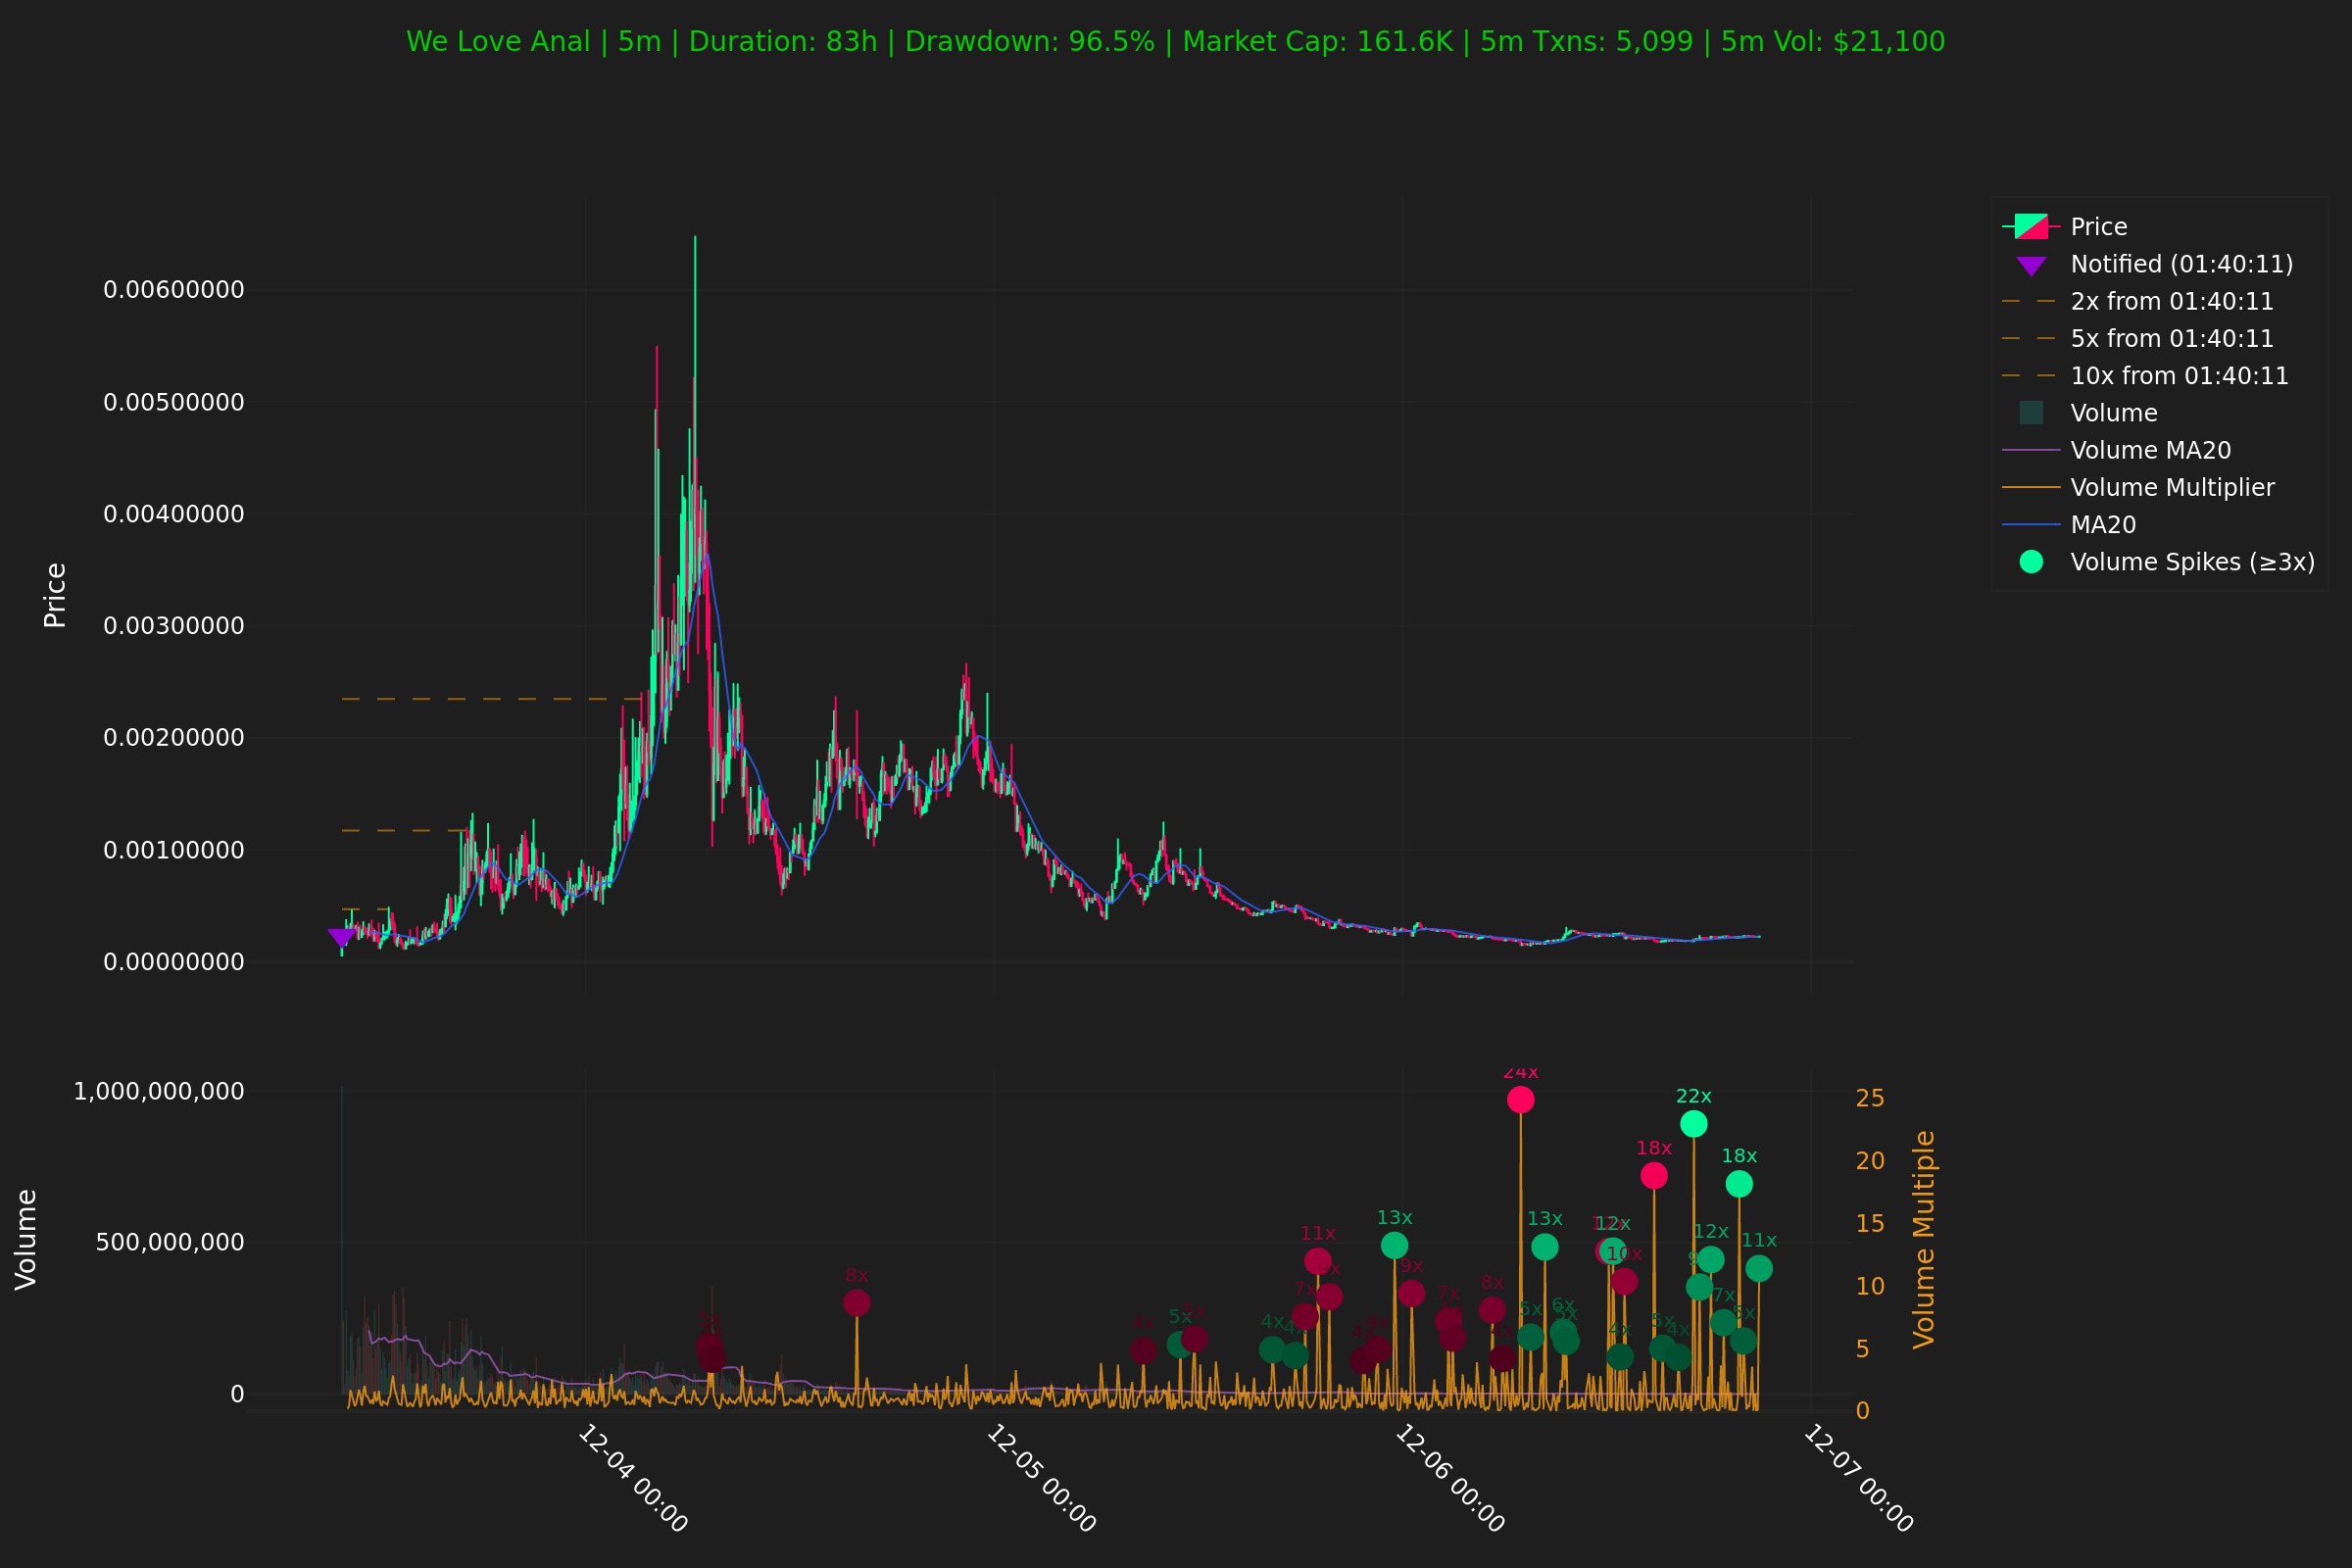 We Love Anal | 5m | Duration: 83h | Drawdown: 96.5% | Market Cap: 161.6K | 5m Txns: 5,099 | 5m Vol: $21,100
Price
Notified (01:40:11)
2x from 01:40:11
5x from 01:40:11
10x from 01:40:11
Volume
Volume MA20
Volume Multiplier
MA20
Volume Spikes (≥3x)
Price
0.00600000
0.00500000
0.00400000
0.00300000
0.00200000
0.00100000
0.00000000
Volume
1,000,000,000
500,000,000
0
8x
5x
4x
11x
7x
13x
9x
7x
8x
24x
5x
13x
6x
5x
12x
10x
4x
18x
5x
4x
22x
12x
7x
18x
5x
11x
25
20
15
10
5
0
Volume Multiple
12-04 00:00
12-05 00:00
12-06 00:00
12-07 00:00